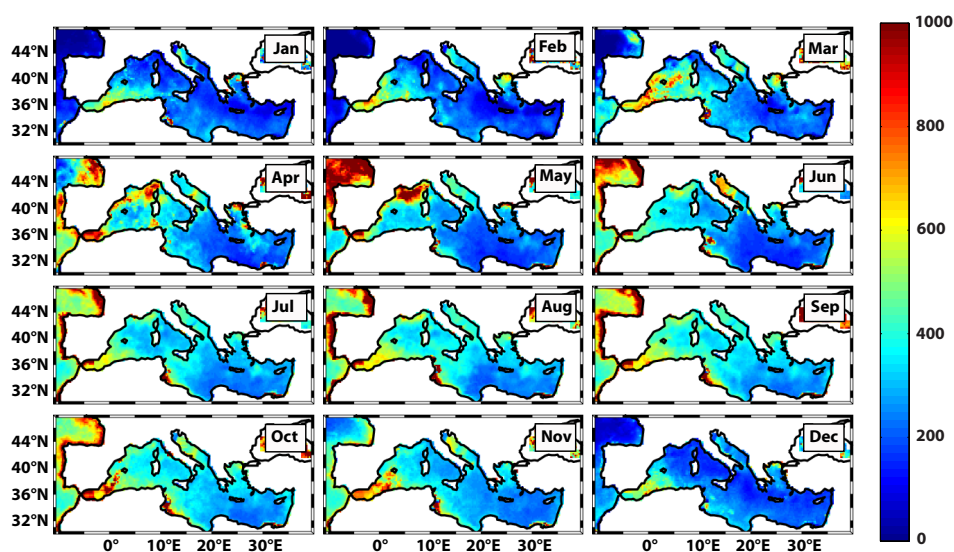 1000
44°N Jan Feb Mar
40°N
36°N
32°N
800
44°N Apr May Jun
40°N
36°N
32°N
600
44°N Jul Aug Sep
40°N
36°N
32°N
400
44°N Oct Nov Dec
40°N
36°N
32°N
200
0
0° 10°E 20°E 30°E 0° 10°E 20°E 30°E 0° 10°E 20°E 30°E